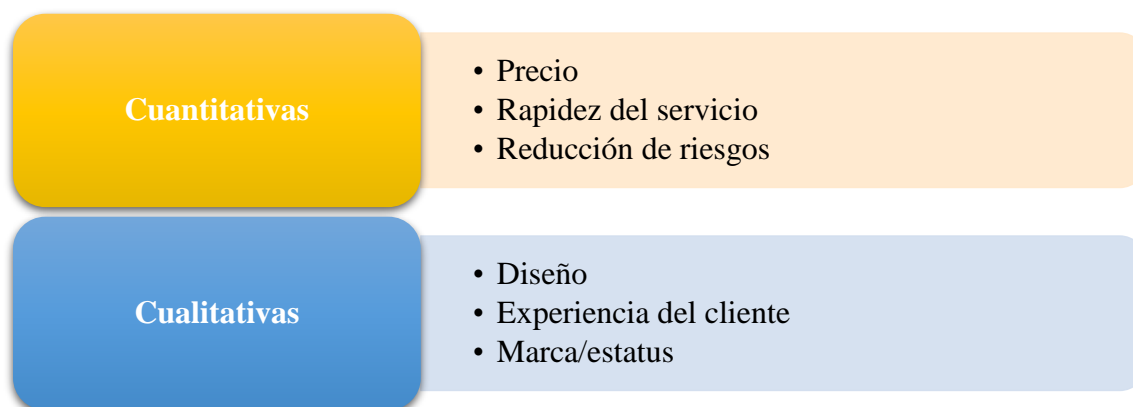 Cuantitativas
• Precio
• Rapidez del servicio
• Reducción de riesgos
Cualitativas
• Diseño
• Experiencia del cliente
• Marca/estatus